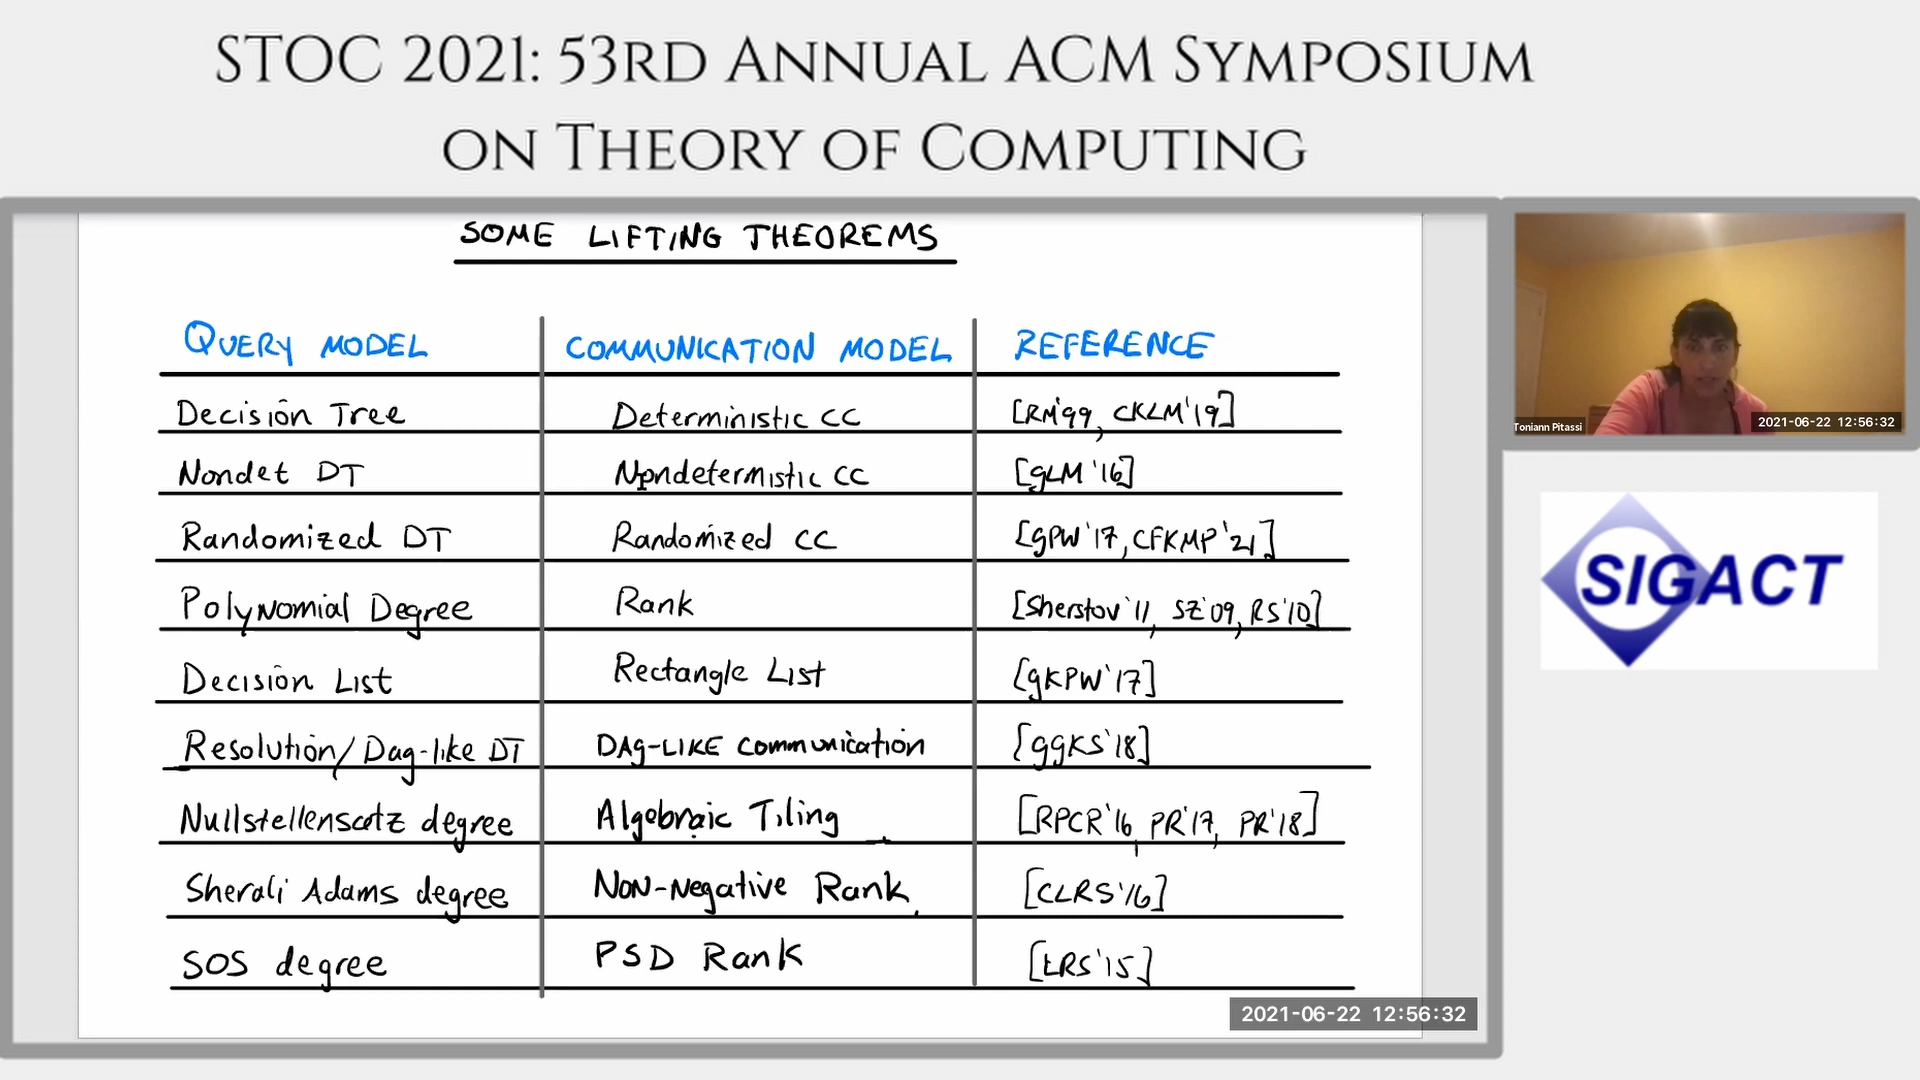 STOC 2021: 53RD ANNUAL ACM SYMPOSIUM
ON THEORY OF COMPUTING
SOME LIFTING THEOREMS
QUERY MODEL COMMUNICATION MODEL REFERENCE
Decision Tree Deterministic CC [RM'99, CKLM'19]
Nondet DT Nondetermistic CC [gLM'16]
Randomized DT Randomized CC [gPW'17, CFKMP'21]
Polynomial Degree Rank [Sherstov'11, SZ'09, RS'10]
Decision List Rectangle List [gKPW'17]
Resolution/Dag-like DT DAG-LIKE communication [ggKS'18]
Nullstellensatz degree Algebraic Tiling [RPCR'16, PR'17, PR'18]
Sherali Adams degree NON-Negative Rank [CLRS'16]
SOS degree PSD Rank [LRS'15]
2021-06-22 12:56:32
Toniann Pitassi
2021-06-22 12:56:32
SIGACT